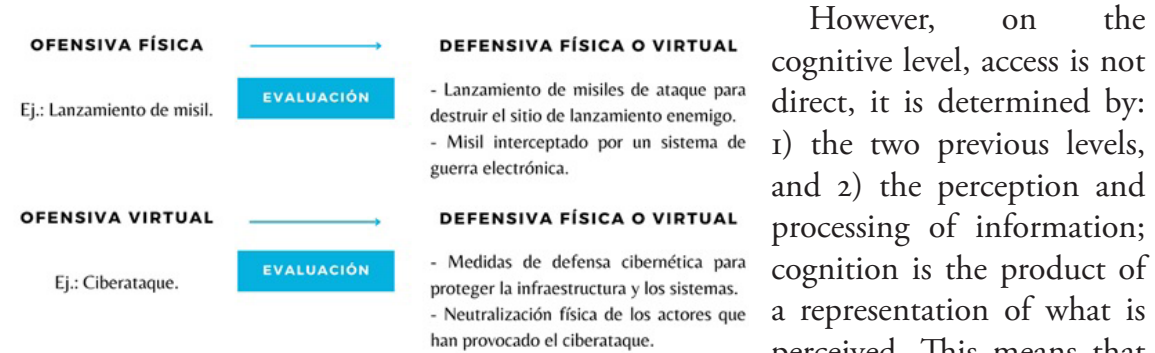 OFENSIVA FÍSICA
DEFENSIVA FÍSICA O VIRTUAL
Ej.: Lanzamiento de misil.
EVALUACIÓN
- Lanzamiento de misiles de ataque para
destruir el sitio de lanzamiento enemigo.
- Misil interceptado por un sistema de
guerra electrónica.
OFENSIVA VIRTUAL
DEFENSIVA FÍSICA O VIRTUAL
Ej.: Ciberataque.
EVALUACIÓN
- Medidas de defensa cibernética para
proteger la infraestructura y los sistemas.
- Neutralización física de los actores que
han provocado el ciberataque.
However, on the
cognitive level, access is not
direct, it is determined by:
1) the two previous levels,
and 2) the perception and
processing of information;
cognition is the product of
a representation of what is
perceived. This means that